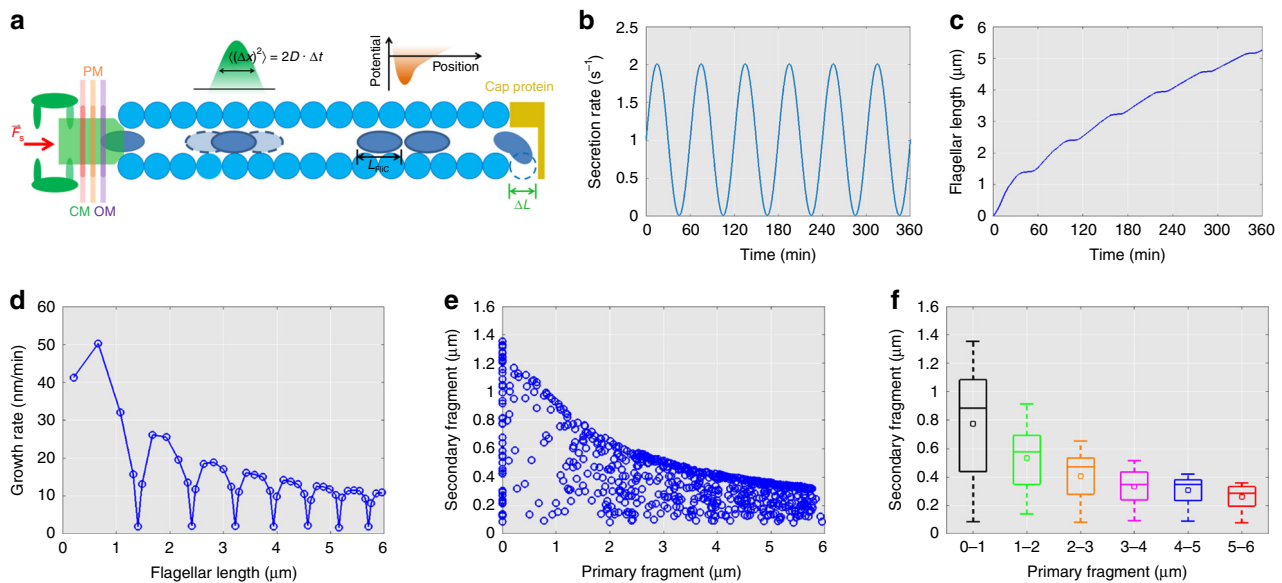 a
⟨(Δx)² ⟩ = 2D · Δt
Potential
Position
PM
Cap protein
F⃗s
LFliC
ΔL
CM OM
b
Secretion rate (s⁻¹)
2.5
2
1.5
1
0.5
0
0 60 120 180 240 300 360
Time (min)
c
Flagellar length (μm)
6
5
4
3
2
1
0
0 60 120 180 240 300 360
Time (min)
d
Growth rate (nm/min)
60
50
40
30
20
10
0
0 1 2 3 4 5 6
Flagellar length (μm)
e
Secondary fragment (μm)
1.6
1.4
1.2
1
0.8
0.6
0.4
0.2
0
0 1 2 3 4 5 6
Primary fragment (μm)
f
Secondary fragment (μm)
1.6
1.4
1.2
1
0.8
0.6
0.4
0.2
0
0–1 1–2 2–3 3–4 4–5 5–6
Primary fragment (μm)